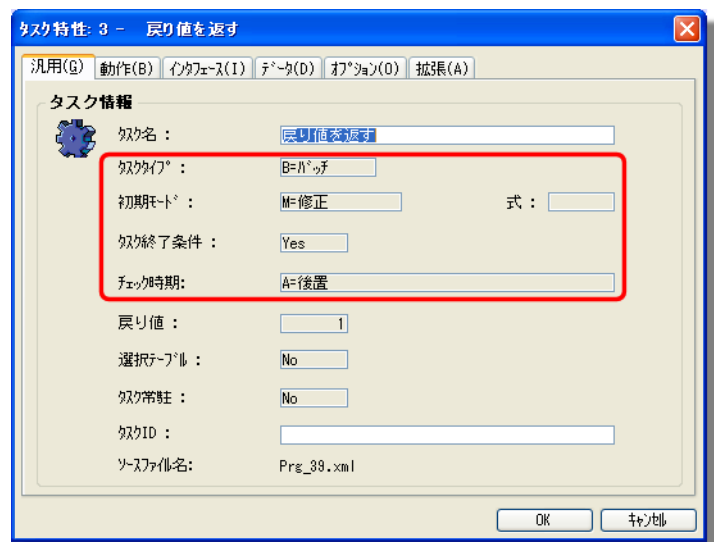 ﾀｽｸ特性: 3 - 戻り値を返す
汎用(G) 動作(B) ｲﾝﾀﾌｪｰｽ(I) ﾃﾞｰﾀ(D) ｵﾌﾟｼｮﾝ(O) 拡張(A)
タスク情報
ﾀｽｸ名 : 戻り値を返す
ﾀｽｸﾀｲﾌﾟ : B=ﾊﾞｯﾁ
初期ﾓｰﾄﾞ : M=修正 式 :
ﾀｽｸ終了条件 : Yes
ﾁｪｯｸ時期: A=後置
戻り値 : 1
選択ﾃｰﾌﾞﾙ : No
ﾀｽｸ常駐 : No
ﾀｽｸID :
ｿｰｽﾌｧｲﾙ名: Prg_39.xml
OK ｷｬﾝｾﾙ